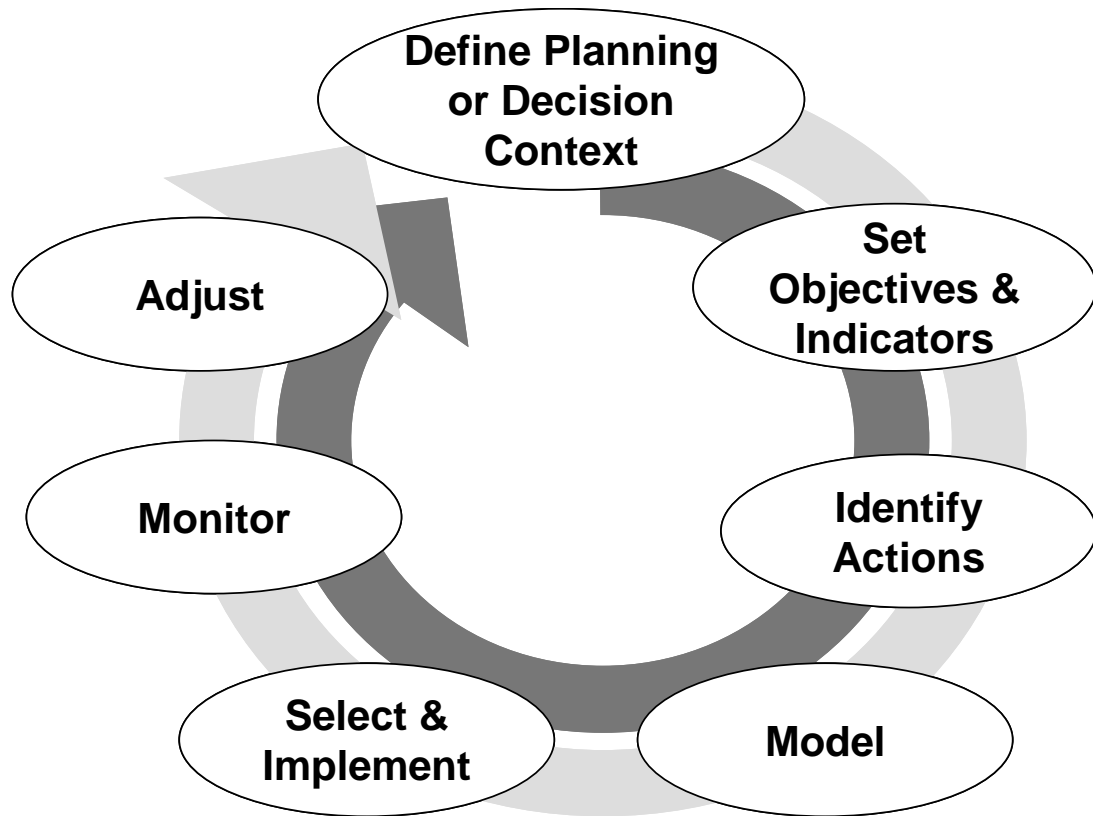 Define Planning
or Decision
Context
Set
Objectives &
Indicators
Identify
Actions
Model
Select &
Implement
Monitor
Adjust